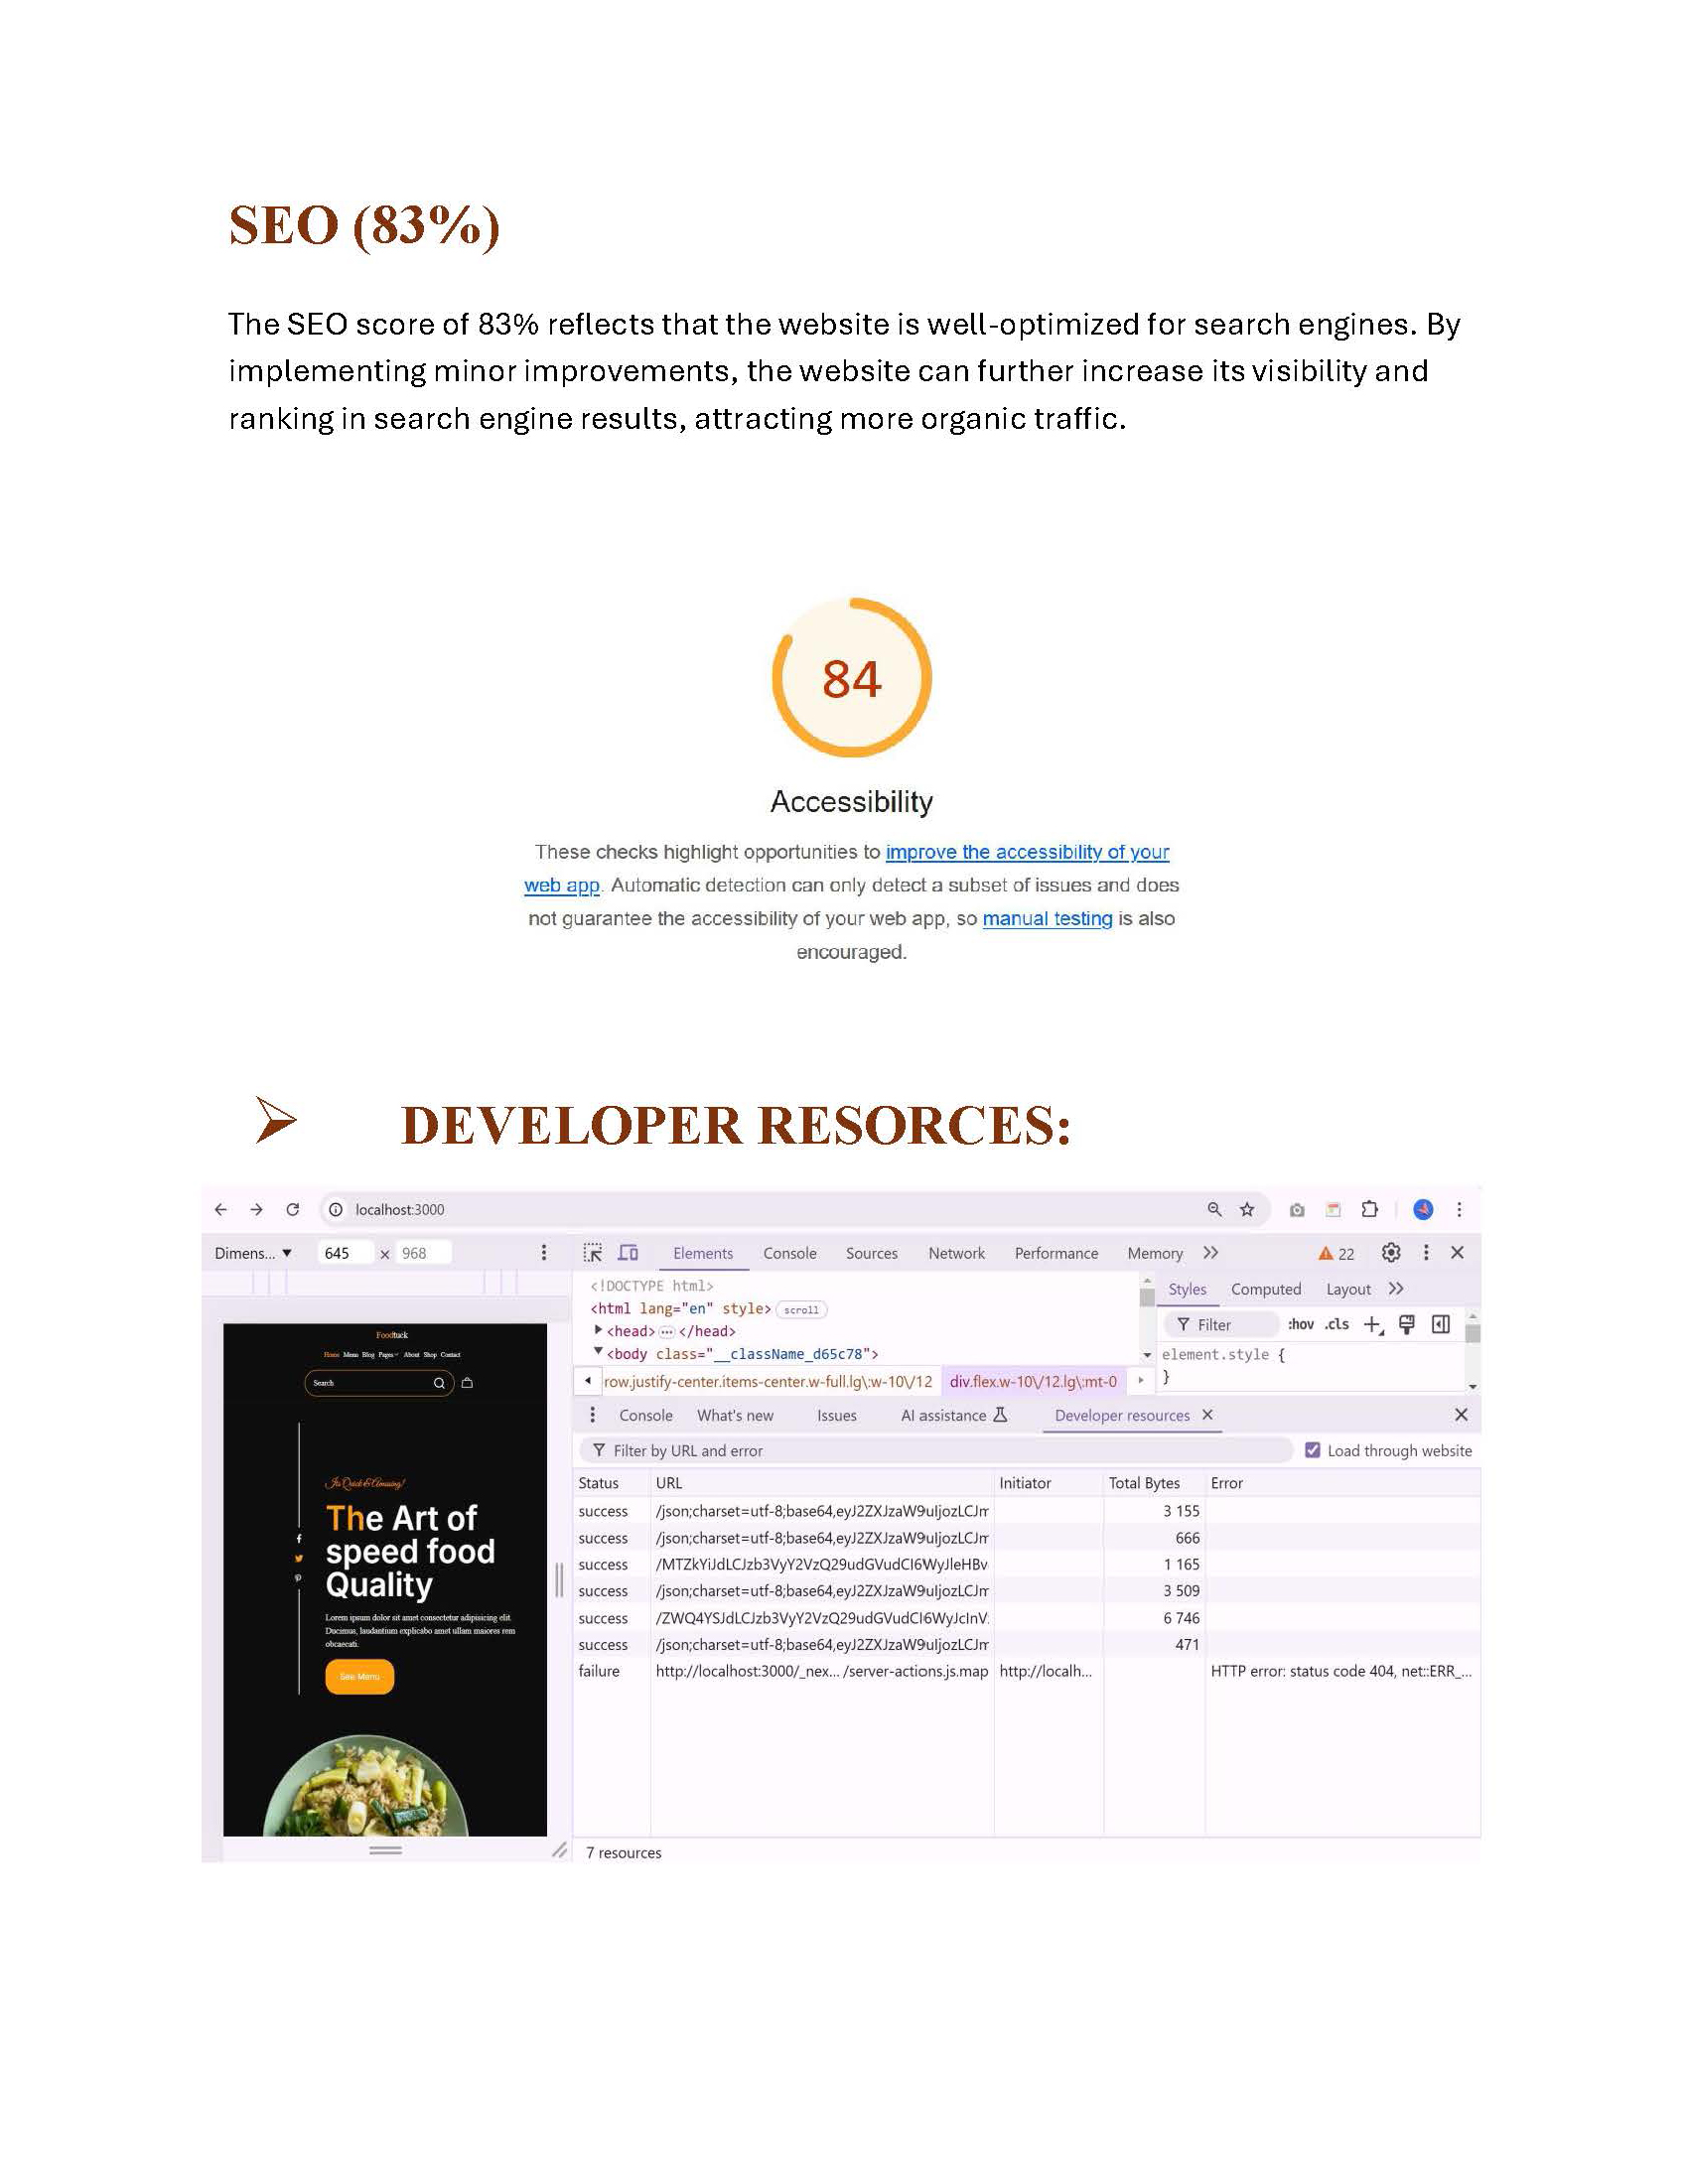 SEO (83%)
The SEO score of 83% reflects that the website is well-optimized for search engines. By
implementing minor improvements, the website can further increase its visibility and
ranking in search engine results, attracting more organic traffic.
84
Accessibility
These checks highlight opportunities to improve the accessibility of your
web app. Automatic detection can only detect a subset of issues and does
not guarantee the accessibility of your web app, so manual testing is also
encouraged.
DEVELOPER RESORCES:
localhost:3000
Dimens... 645 x 968
Elements Console Sources Network Performance Memory 22
<!DOCTYPE html>
<html lang="en" style> scroll
<head> ... </head>
<body class="__className_d65c78">
row.justify-center.items-center.w-full.lg\:w-10\/12 div.flex.w-10\/12.lg\:mt-0
Styles Computed Layout
Filter :hov .cls
element.style {
}
Console What's new Issues AI assistance Developer resources
Filter by URL and error Load through website
Status URL Initiator Total Bytes Error
success /json;charset=utf-8;base64,eyJ2ZXJzaW9uIjozLCJm 3 155
success /json;charset=utf-8;base64,eyJ2ZXJzaW9uIjozLCJm 666
success /MTZkYiJdLCJzb3VyY2VzQ29udGVudCI6WyJleHBv 1 165
success /json;charset=utf-8;base64,eyJ2ZXJzaW9uIjozLCJm 3 509
success /ZWQ4YSJdLCJzb3VyY2VzQ29udGVudCI6WyJcInV. 6 746
success /json;charset=utf-8;base64,eyJ2ZXJzaW9uIjozLCJm 471
failure http://localhost:3000/_nex... /server-actions.js.map http://localh... HTTP error: status code 404, net::ERR_...
7 resources
Foodtuck
Home Menu Blog Pages About Shop Contact
Search
Its Quick & Amusing!
The Art of
speed food
Quality
Lorem ipsum dolor sit amet consectetur adipisicing elit.
Ducimus, laudantium explicabo amet ullam maiores rem
obcaecati.
See Menu